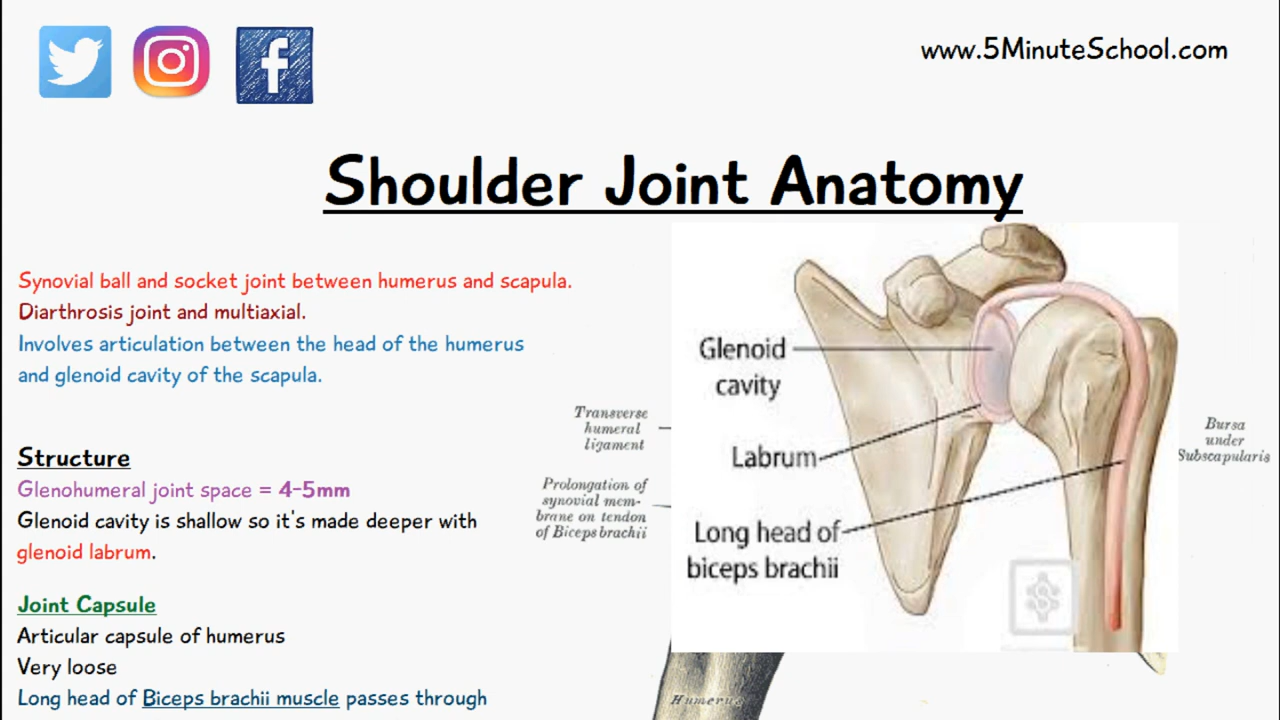 www.5MinuteSchool.com
Shoulder Joint Anatomy
Synovial ball and socket joint between humerus and scapula.
Diarthrosis joint and multiaxial.
Involves articulation between the head of the humerus
and glenoid cavity of the scapula.
Structure
Glenohumeral joint space = 4-5mm
Glenoid cavity is shallow so it's made deeper with
glenoid labrum.
Joint Capsule
Articular capsule of humerus
Very loose
Long head of Biceps brachii muscle passes through
Transverse
humeral
ligament
Prolongation of
synovial mem-
brane on tendon
of Biceps brachii
Glenoid
cavity
Labrum
Long head of
biceps brachii
Bursa
under
Subscapularis
Humerus